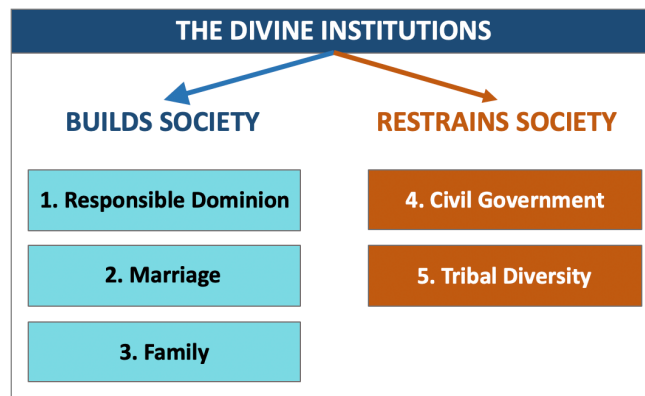 THE DIVINE INSTITUTIONS
BUILDS SOCIETY
1. Responsible Dominion
2. Marriage
3. Family
RESTRAINS SOCIETY
4. Civil Government
5. Tribal Diversity